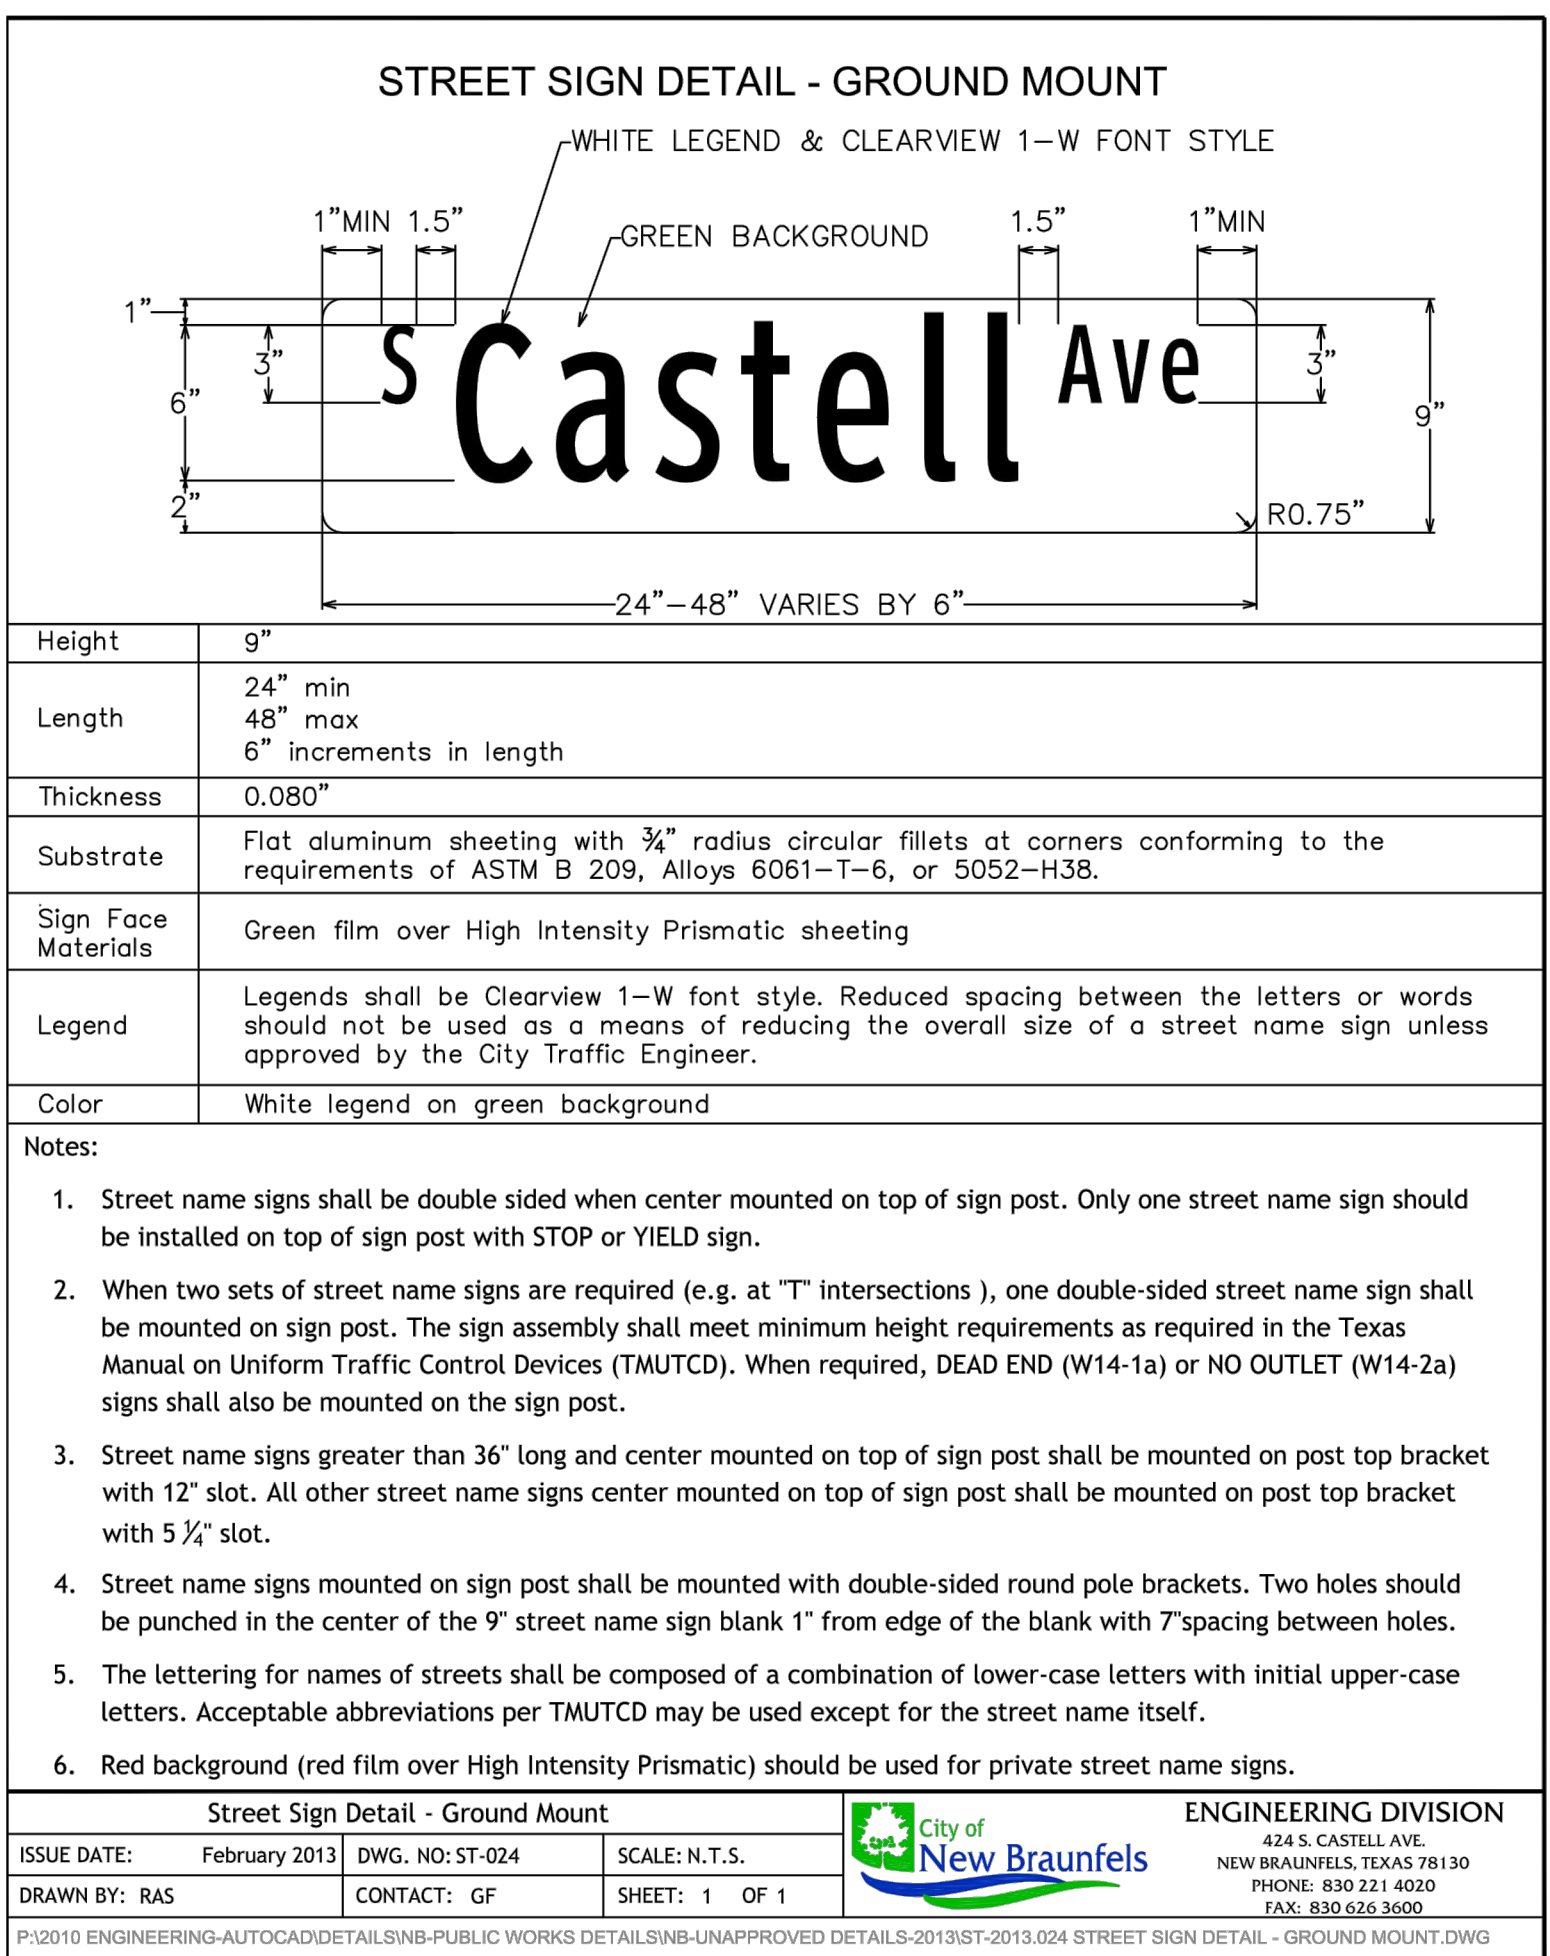 STREET SIGN DETAIL - GROUND MOUNT
WHITE LEGEND & CLEARVIEW 1-W FONT STYLE
1"MIN 1.5" 1.5" 1"MIN
GREEN BACKGROUND
1"
S Castell Ave
3" 3"
6" 9"
2" R0.75"
24"-48" VARIES BY 6"
Height 9"
Length 24" min
48" max
6" increments in length
Thickness 0.080"
Substrate Flat aluminum sheeting with ¾" radius circular fillets at corners conforming to the
requirements of ASTM B 209, Alloys 6061-T-6, or 5052-H38.
Sign Face
Materials Green film over High Intensity Prismatic sheeting
Legend Legends shall be Clearview 1-W font style. Reduced spacing between the letters or words
should not be used as a means of reducing the overall size of a street name sign unless
approved by the City Traffic Engineer.
Color White legend on green background
Notes:
1. Street name signs shall be double sided when center mounted on top of sign post. Only one street name sign should
be installed on top of sign post with STOP or YIELD sign.
2. When two sets of street name signs are required (e.g. at "T" intersections ), one double-sided street name sign shall
be mounted on sign post. The sign assembly shall meet minimum height requirements as required in the Texas
Manual on Uniform Traffic Control Devices (TMUTCD). When required, DEAD END (W14-1a) or NO OUTLET (W14-2a)
signs shall also be mounted on the sign post.
3. Street name signs greater than 36" long and center mounted on top of sign post shall be mounted on post top bracket
with 12" slot. All other street name signs center mounted on top of sign post shall be mounted on post top bracket
with 5 ¼" slot.
4. Street name signs mounted on sign post shall be mounted with double-sided round pole brackets. Two holes should
be punched in the center of the 9" street name sign blank 1" from edge of the blank with 7"spacing between holes.
5. The lettering for names of streets shall be composed of a combination of lower-case letters with initial upper-case
letters. Acceptable abbreviations per TMUTCD may be used except for the street name itself.
6. Red background (red film over High Intensity Prismatic) should be used for private street name signs.
Street Sign Detail - Ground Mount
ISSUE DATE: February 2013 DWG. NO: ST-024 SCALE: N.T.S.
DRAWN BY: RAS CONTACT: GF SHEET: 1 OF 1
City of
New Braunfels
ENGINEERING DIVISION
424 S. CASTELL AVE.
NEW BRAUNFELS, TEXAS 78130
PHONE: 830 221 4020
FAX: 830 626 3600
P:\2010 ENGINEERING-AUTOCAD\DETAILS\NB-PUBLIC WORKS DETAILS\NB-UNAPPROVED DETAILS-2013\ST-2013.024 STREET SIGN DETAIL - GROUND MOUNT.DWG